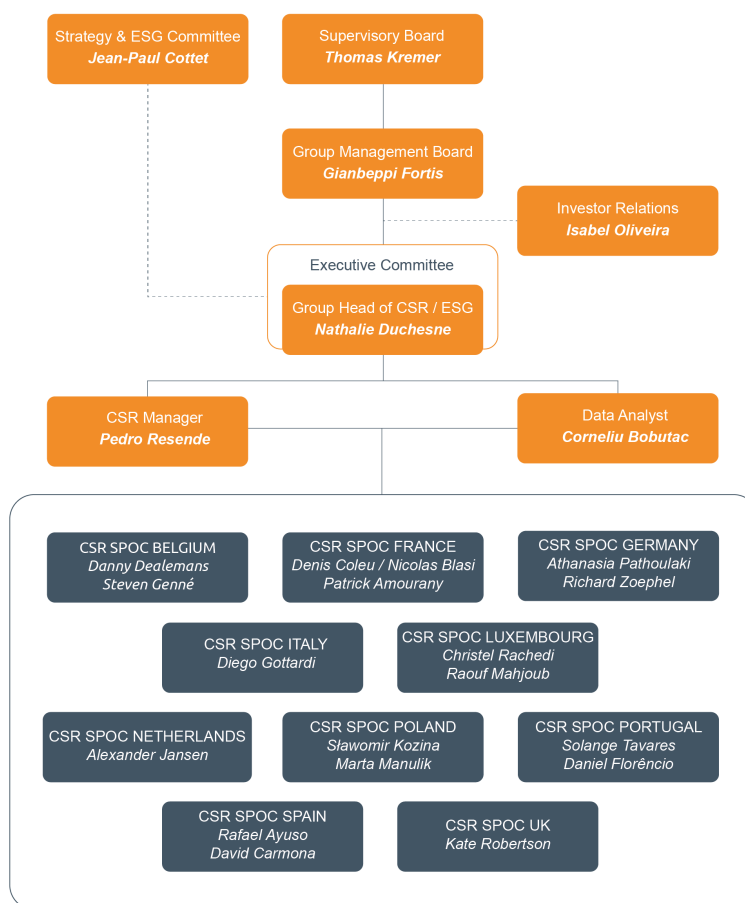 Strategy & ESG Committee
Jean-Paul Cottet
Supervisory Board
Thomas Kremer
Group Management Board
Gianbeppi Fortis
Investor Relations
Isabel Oliveira
Executive Committee
Group Head of CSR / ESG
Nathalie Duchesne
CSR Manager
Pedro Resende
Data Analyst
Corneliu Bobutac
CSR SPOC BELGIUM
Danny Dealemans
Steven Genné
CSR SPOC FRANCE
Denis Coleu / Nicolas Blasi
Patrick Amourany
CSR SPOC GERMANY
Athanasia Pathoulaki
Richard Zoephel
CSR SPOC ITALY
Diego Gottardi
CSR SPOC LUXEMBOURG
Christel Rachedi
Raouf Mahjoub
CSR SPOC NETHERLANDS
Alexander Jansen
CSR SPOC POLAND
Sławomir Kozina
Marta Manulik
CSR SPOC PORTUGAL
Solange Tavares
Daniel Florêncio
CSR SPOC SPAIN
Rafael Ayuso
David Carmona
CSR SPOC UK
Kate Robertson